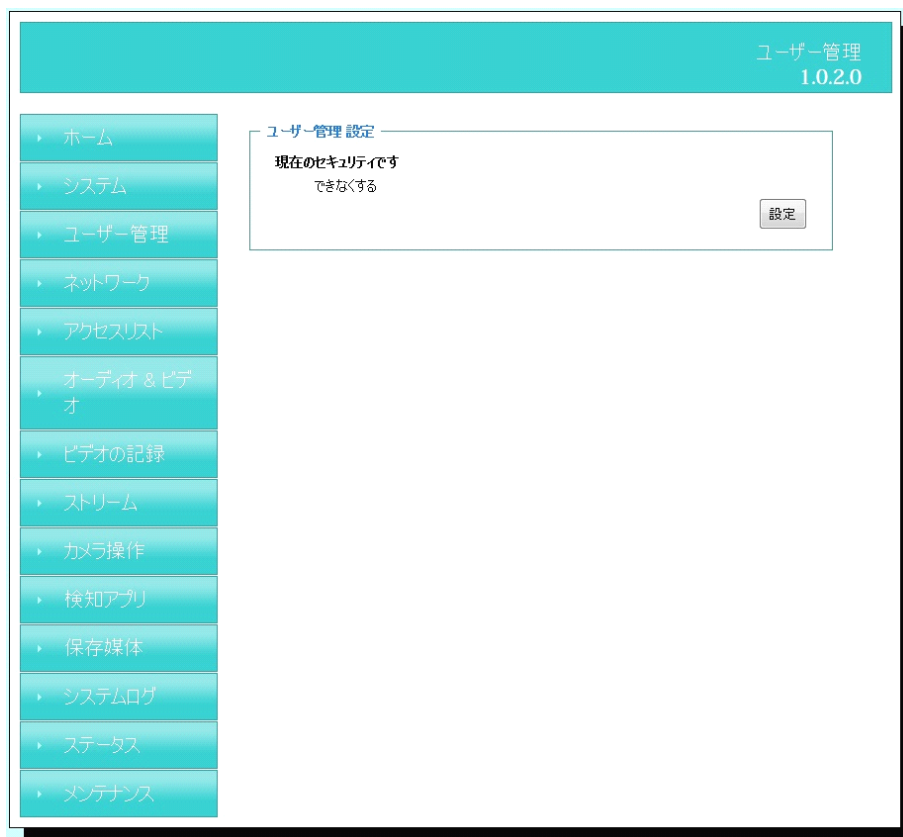 ユーザー管理
1.0.2.0
ホーム
システム
ユーザー管理
ネットワーク
アクセスリスト
オーディオ & ビデ
オ
ビデオの記録
ストリーム
カメラ操作
検知アプリ
保存媒体
システムログ
ステータス
メンテナンス
ユーザー管理 設定
現在のセキュリティです
できなくする
設定